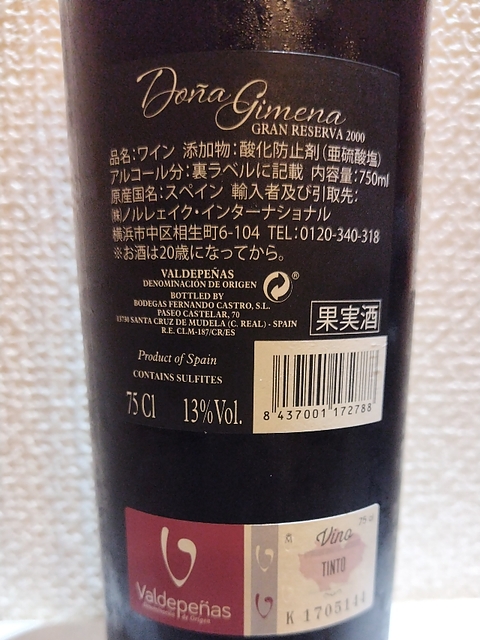 Doña Gimena
GRAN RESERVA 2000
品名:ワイン 添加物:酸化防止剤(亜硫酸塩)
アルコール分:裏ラベルに記載 内容量:750ml
原産国名:スペイン 輸入者及び引取先:
㈱ノルレェイク・インターナショナル
横浜市中区相生町6-104 TEL:0120-340-318
※お酒は20歳になってから。
VALDEPEÑAS
DENOMINACIÓN DE ORIGEN
BOTTLED BY
BODEGAS FERNANDO CASTRO, S.L.
PASEO CASTELAR, 70
13730 SANTA CRUZ DE MUDELA (C. REAL) - SPAIN
R.E. CLM-187/CR/ES
果実酒
Product of Spain
CONTAINS SULFITES
75 Cl 13% Vol.
8 437001 172788
75 cl
Vino
TINTO
Valdepeñas
Denominación de Origen
K 1705144